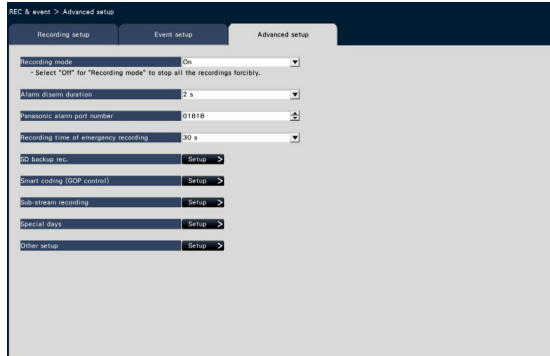 REC & event > Advanced setup
Recording setup Event setup Advanced setup
Recording mode On
- Select "Off" for "Recording mode" to stop all the recordings forcibly.
Alarm disarm duration 2 s
Panasonic alarm port number 01818
Recording time of emergency recording 30 s
SD backup rec. Setup >
Smart coding (GOP control) Setup >
Sub-stream recording Setup >
Special days Setup >
Other setup Setup >